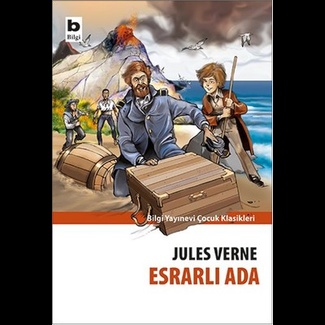 b
Bilgi
Bilgi Yayınevi Çocuk Klasikleri
JULES VERNE
ESRARLI ADA